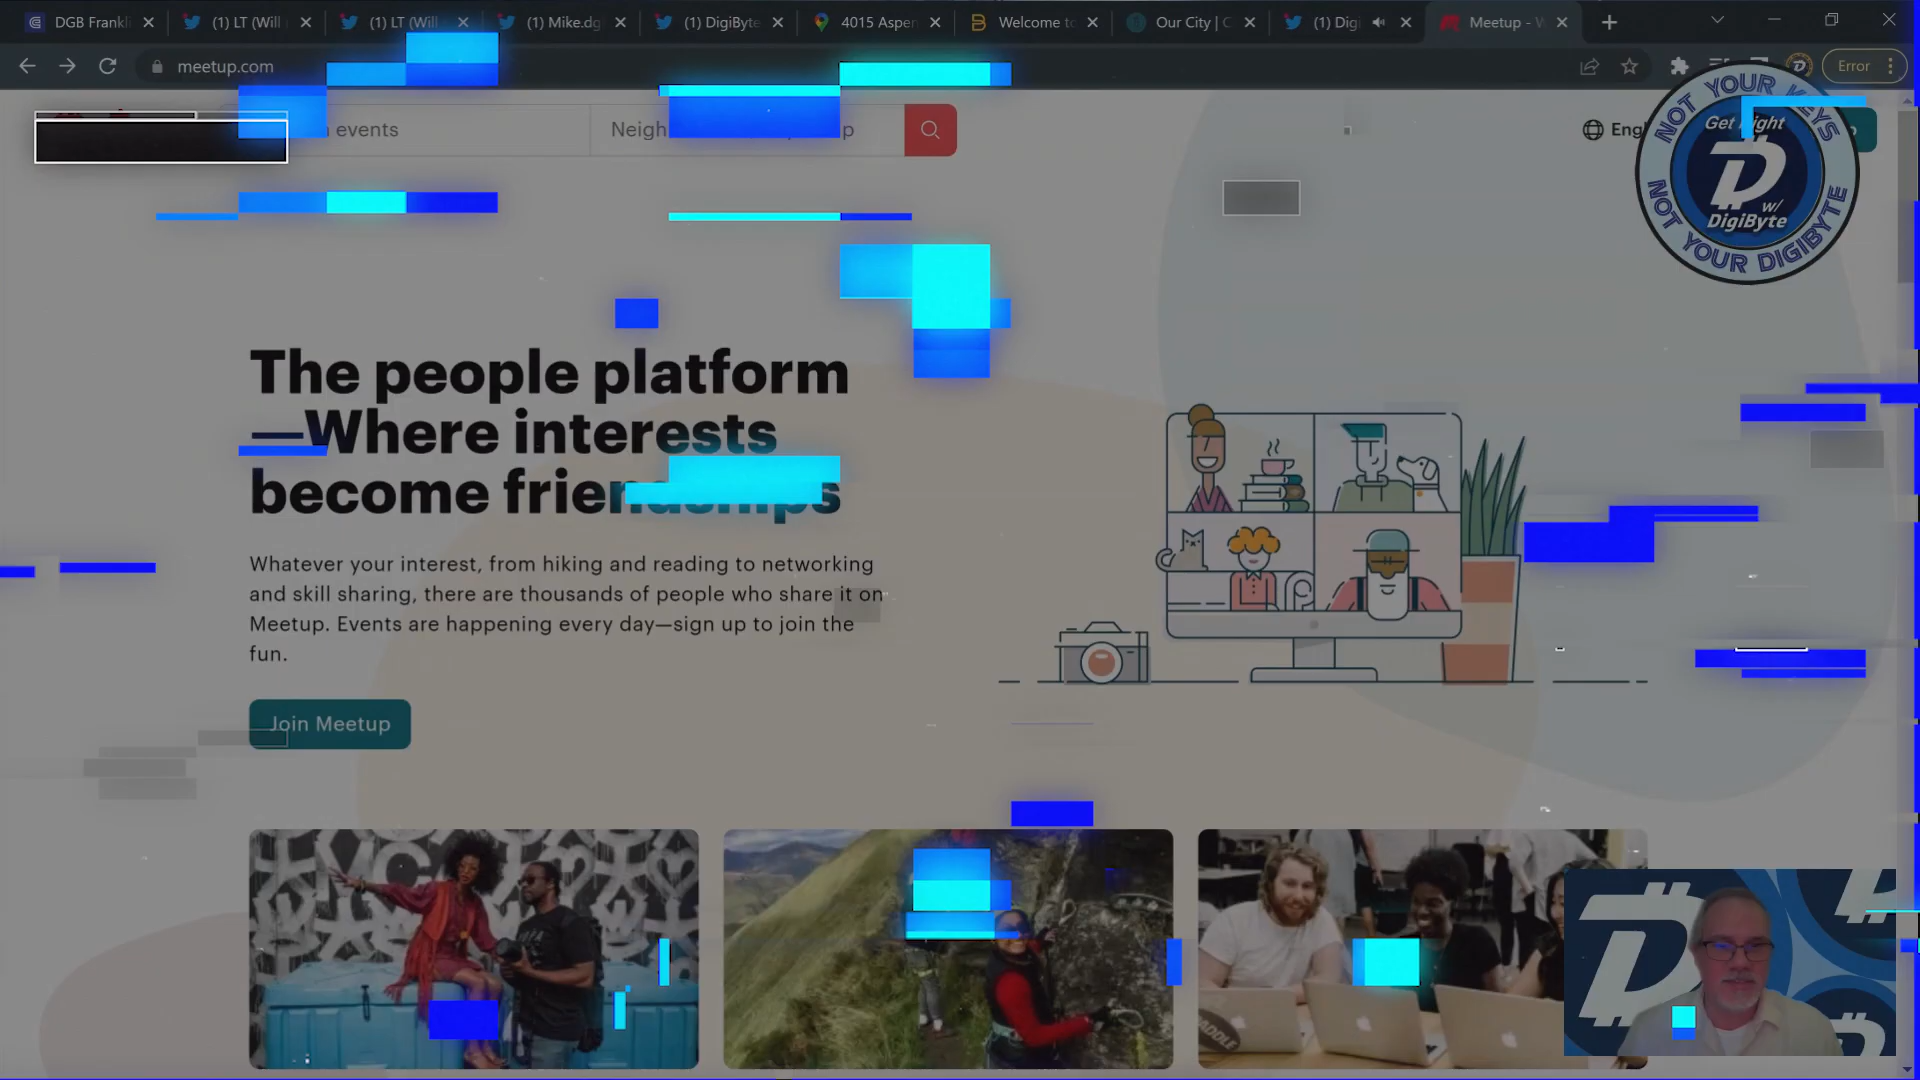 DGB Frankli
(1) LT (Will
(1) LT (Will
(1) Mike.dg
(1) DigiByte
4015 Aspen
Welcome to
Our City | C
(1) Digi
Meetup - W
meetup.com
Error
events
Neigh
p
Engl
NOT YOUR KEYS
Get Right
w/
DigiByte
NOT YOUR DIGIBYTE
The people platform
—Where interests
become friendships
Whatever your interest, from hiking and reading to networking
and skill sharing, there are thousands of people who share it on
Meetup. Events are happening every day—sign up to join the
fun.
Join Meetup